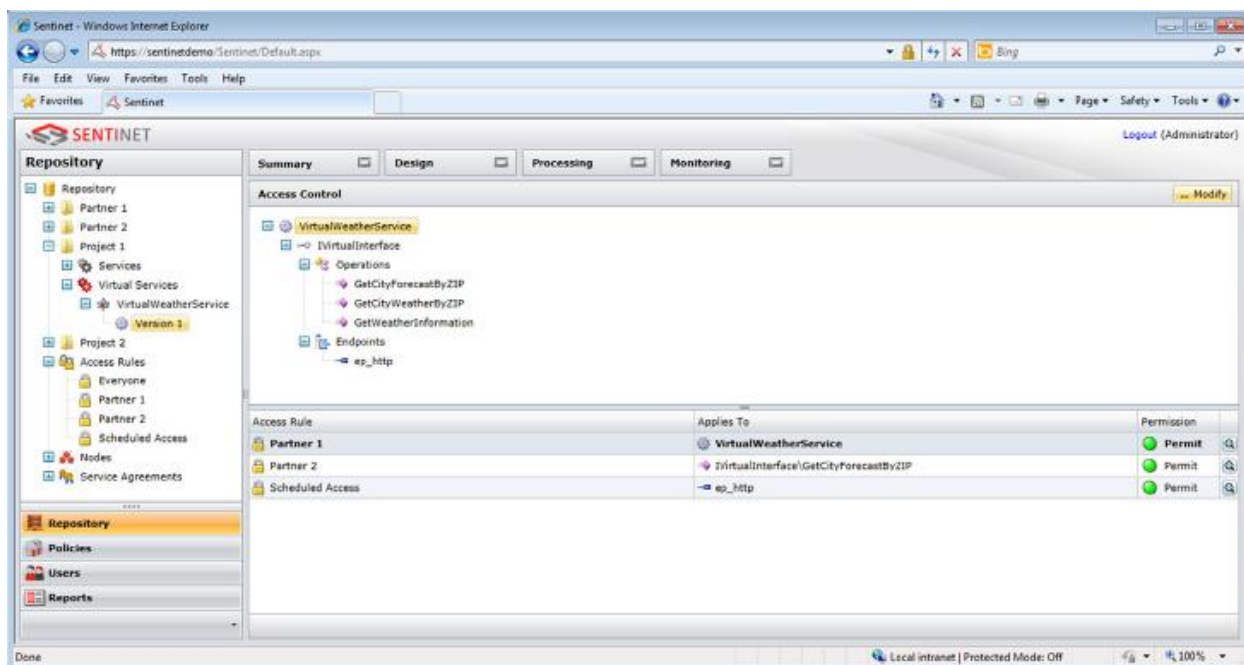 Sentinet - Windows Internet Explorer
https://sentinetdemo/Sentinet/Default.aspx
Bing
File Edit View Favorites Tools Help
Favorites Sentinet Page Safety Tools
SENTINET Logout (Administrator)
Repository Summary Design Processing Monitoring
Repository
Partner 1
Partner 2
Project 1
Services
Virtual Services
VirtualWeatherService
Version 1
Project 2
Access Rules
Everyone
Partner 1
Partner 2
Scheduled Access
Nodes
Service Agreements
Repository
Policies
Users
Reports
Access Control ... Modify
VirtualWeatherService
IVirtualInterface
Operations
GetCityForecastByZIP
GetCityWeatherByZIP
GetWeatherInformation
Endpoints
ep_http
Access Rule Applies To Permission
Partner 1 VirtualWeatherService Permit
Partner 2 IVirtualInterface\GetCityForecastByZIP Permit
Scheduled Access ep_http Permit
Done Local intranet | Protected Mode: Off 100%